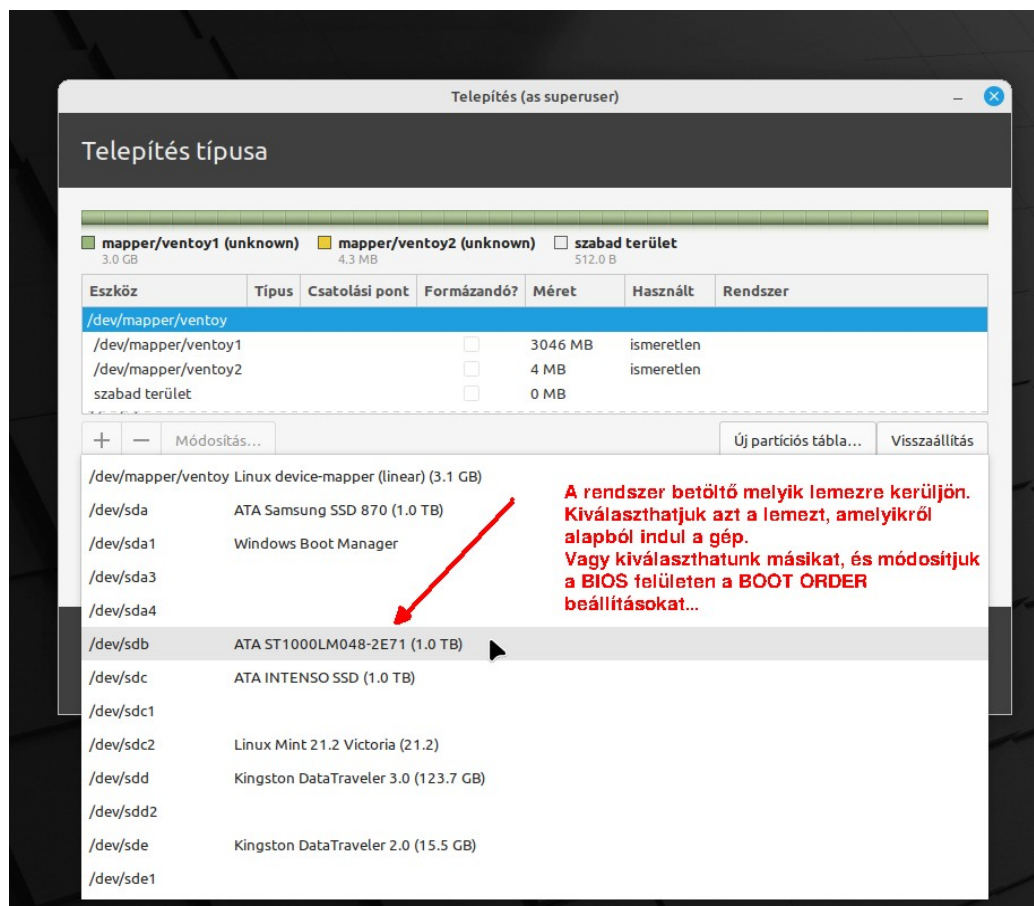 Telepítés (as superuser)
Telepítés típusa
mapper/ventoy1 (unknown) mapper/ventoy2 (unknown) szabad terület
3.0 GB 4.3 MB 512.0 B
Eszköz Típus Csatolási pont Formázandó? Méret Használt Rendszer
/dev/mapper/ventoy
/dev/mapper/ventoy1 3046 MB ismeretlen
/dev/mapper/ventoy2 4 MB ismeretlen
szabad terület 0 MB
+ − Módosítás... Új partíciós tábla... Visszaállítás
/dev/mapper/ventoy Linux device-mapper (linear) (3.1 GB)
/dev/sda ATA Samsung SSD 870 (1.0 TB)
/dev/sda1 Windows Boot Manager
/dev/sda3
/dev/sda4
/dev/sdb ATA ST1000LM048-2E71 (1.0 TB)
/dev/sdc ATA INTENSO SSD (1.0 TB)
/dev/sdc1
/dev/sdc2 Linux Mint 21.2 Victoria (21.2)
/dev/sdd Kingston DataTraveler 3.0 (123.7 GB)
/dev/sdd2
/dev/sde Kingston DataTraveler 2.0 (15.5 GB)
/dev/sde1
A rendszer betöltő melyik lemezre kerüljön.
Kiválaszthatjuk azt a lemezt, amelyikről
alapból indul a gép.
Vagy kiválaszthatunk másikat, és módosítjuk
a BIOS felületen a BOOT ORDER
beállításokat...